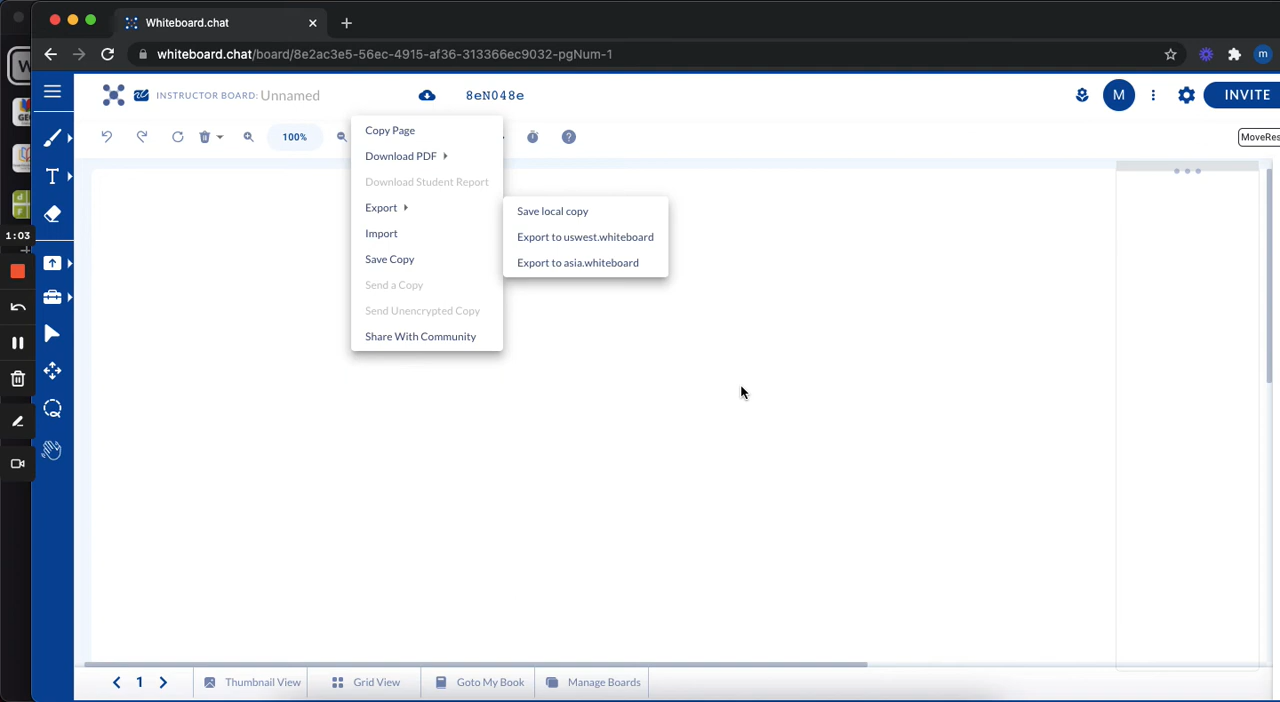 Whiteboard.chat
whiteboard.chat/board/8e2ac3e5-56ec-4915-af36-313366ec9032-pgNum-1
m
INSTRUCTOR BOARD: Unnamed
8eN048e
M
INVITE
100%
MoveRes
Copy Page
Download PDF
Download Student Report
Export
Import
Save Copy
Send a Copy
Send Unencrypted Copy
Share With Community
Save local copy
Export to uswest.whiteboard
Export to asia.whiteboard
T
1:03
1
Thumbnail View
Grid View
Goto My Book
Manage Boards